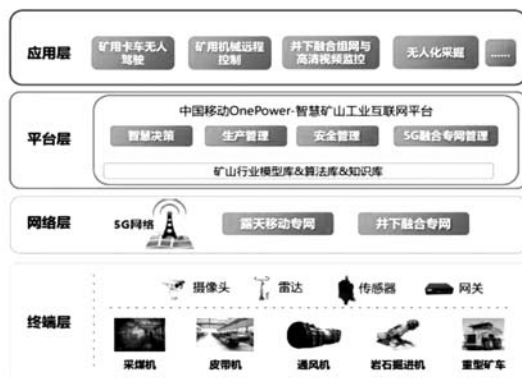 应用层
矿用卡车无人
驾驶
矿用机械远程
控制
井下融合组网与
高清视频监控
无人化采掘
......
平台层
中国移动OnePower-智慧矿山工业互联网平台
智慧决策
生产管理
安全管理
5G融合专网管理
矿山行业模型库&算法库&知识库
网络层
5G网络
露天移动专网
井下融合专网
终端层
摄像头
雷达
传感器
网关
采煤机
皮带机
通风机
岩石掘进机
重型矿车